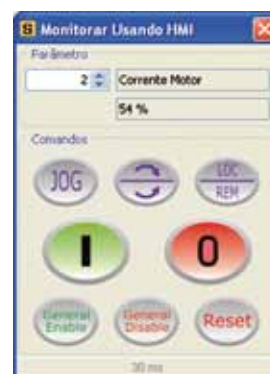 S Monitorar Usando HMI
Parâmetro
2 Corrente Motor
54 %
Comandos
JOG LOC
REM
I 0
General
Enable General
Disable Reset
30 ms